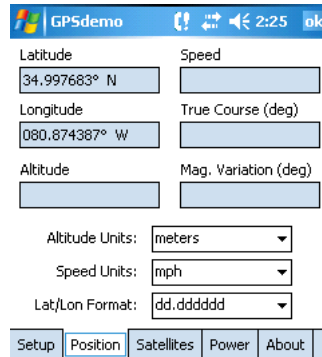 GPSdemo 2:25 ok
Latitude Speed
34.997683° N
Longitude True Course (deg)
080.874387° W
Altitude Mag. Variation (deg)
Altitude Units: meters
Speed Units: mph
Lat/Lon Format: dd.dddddd
Setup Position Satellites Power About